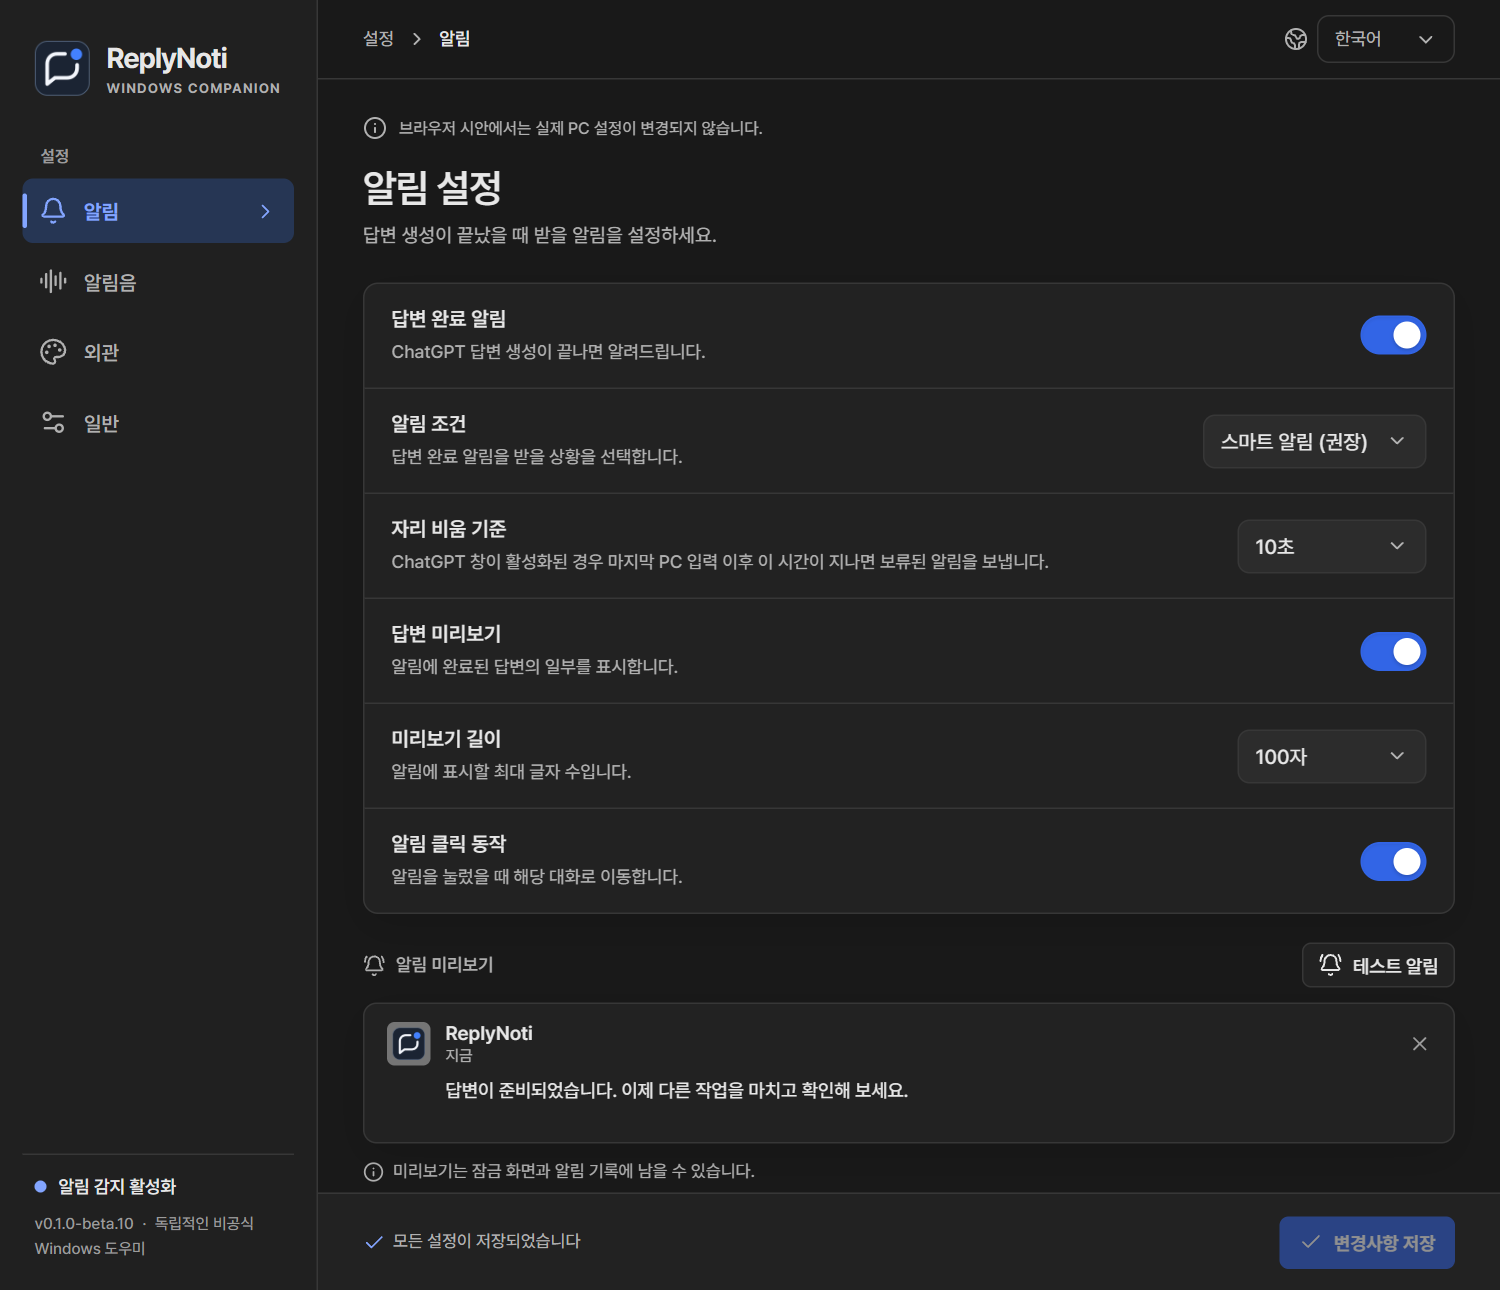 ReplyNoti
WINDOWS COMPANION
설정
알림
알림음
외관
일반
알림 감지 활성화
v0.1.0-beta.10 · 독립적인 비공식
Windows 도우미
설정 > 알림
한국어
브라우저 시안에서는 실제 PC 설정이 변경되지 않습니다.
알림 설정
답변 생성이 끝났을 때 받을 알림을 설정하세요.
답변 완료 알림
ChatGPT 답변 생성이 끝나면 알려드립니다.
알림 조건
답변 완료 알림을 받을 상황을 선택합니다.
스마트 알림 (권장)
자리 비움 기준
ChatGPT 창이 활성화된 경우 마지막 PC 입력 이후 이 시간이 지나면 보류된 알림을 보냅니다.
10초
답변 미리보기
알림에 완료된 답변의 일부를 표시합니다.
미리보기 길이
알림에 표시할 최대 글자 수입니다.
100자
알림 클릭 동작
알림을 눌렀을 때 해당 대화로 이동합니다.
알림 미리보기
테스트 알림
ReplyNoti
지금
답변이 준비되었습니다. 이제 다른 작업을 마치고 확인해 보세요.
미리보기는 잠금 화면과 알림 기록에 남을 수 있습니다.
모든 설정이 저장되었습니다
변경사항 저장